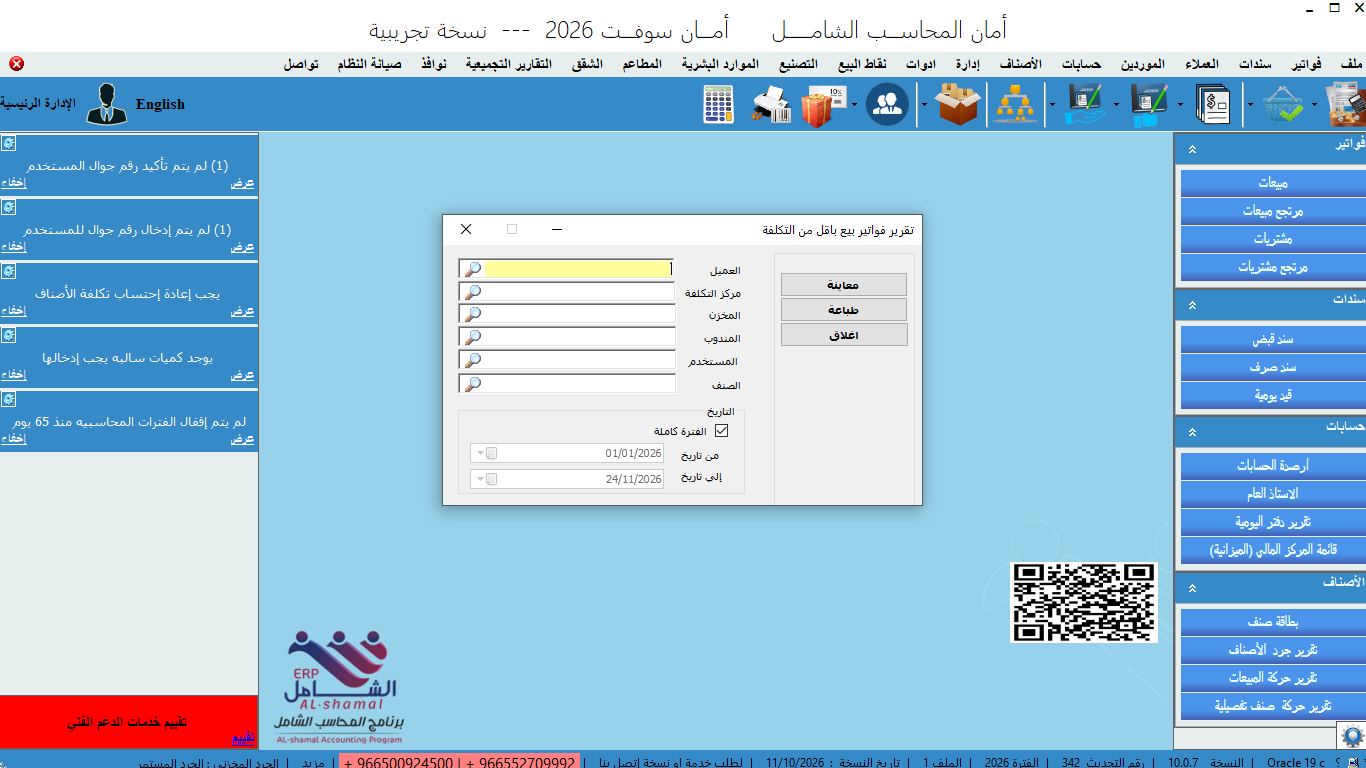 أمان المحاسب الشامل أمان سوفت 2026 --- نسخة تجريبية
ملف فواتير سندات العملاء الموردين حسابات الأصناف إدارة ادوات نقاط البيع التصنيع الموارد البشرية المطاعم الشقق التقارير التجميعية نوافذ صيانة النظام تواصل
10%
English
الإدارة الرئيسية
فواتير
مبيعات
مرتجع مبيعات
مشتريات
مرتجع مشتريات
سندات
سند قبض
سند صرف
قيد يومية
حسابات
أرصدة الحسابات
الاستاذ العام
تقرير دفتر اليومية
قائمة المركز المالي (الميزانية)
الأصناف
بطاقة صنف
تقرير جرد الأصناف
تقرير حركة المبيعات
تقرير حركة صنف تفصيلية
تقرير فواتير بيع باقل من التكلفة
معاينة
طباعة
اغلاق
العميل
مركز التكلفة
المخزن
المندوب
المستخدم
الصنف
التاريخ
الفترة كاملة
من تاريخ 01/01/2026
إلي تاريخ 24/11/2026
(1) لم يتم تأكيد رقم جوال المستخدم
عرض إخفاء
(1) لم يتم إدخال رقم جوال للمستخدم
عرض إخفاء
يجب إعادة إحتساب تكلفة الأصناف
عرض إخفاء
يوجد كميات سالبه يجب إدخالها
عرض إخفاء
لم يتم إقفال الفترات المحاسبيه منذ 65 يوم
عرض إخفاء
ERP
الشامل
AL-shamal
برنامج المحاسب الشامل
AL-shamal Accounting Program
تقييم خدمات الدعم الفني
تقييم
Oracle 19 c | النسخة 10.0.7 | رقم التحديث 342 | الفترة 2026 | الملف 1 | تاريخ النسخة : 11/10/2026 | لطلب خدمة او نسخة إتصل بنا | + 966500924500 | + 966552709992 | مزيد | الجرد المخزني : الجرد المستمر